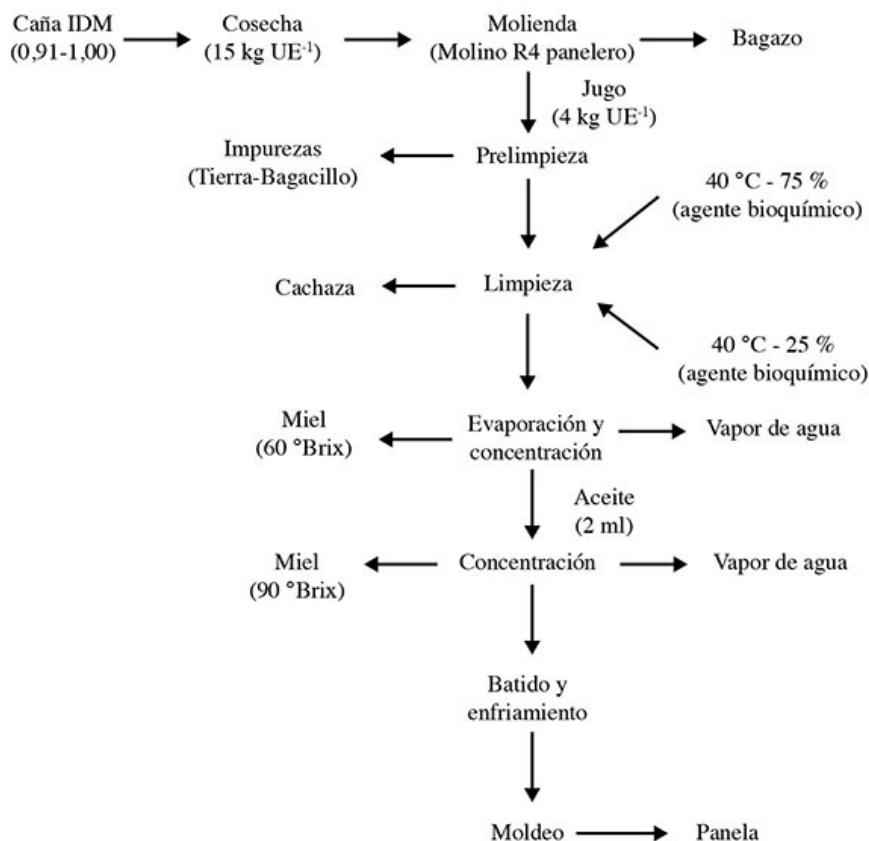 Caña IDM
(0,91-1,00)
Cosecha
(15 kg UE⁻¹)
Molienda
(Molino R4 panelero)
Bagazo
Jugo
(4 kg UE⁻¹)
Impurezas
(Tierra-Bagacillo)
Prelimpieza
40 °C - 75 %
(agente bioquímico)
Cachaza
Limpieza
40 °C - 25 %
(agente bioquímico)
Miel
(60 °Brix)
Evaporación y
concentración
Vapor de agua
Aceite
(2 ml)
Miel
(90 °Brix)
Concentración
Vapor de agua
Batido y
enfriamiento
Moldeo
Panela